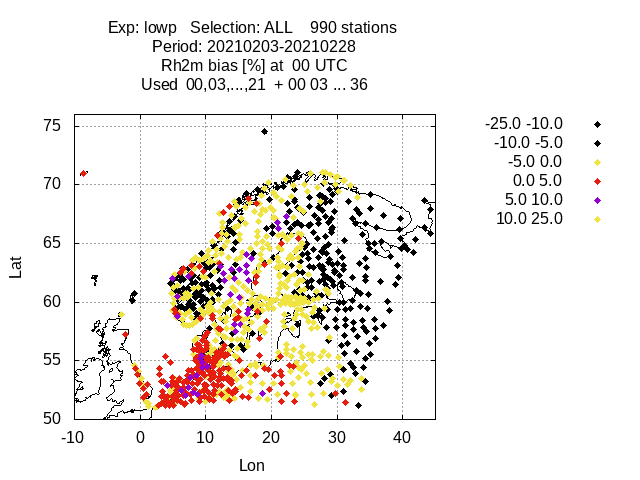 Exp: lowp   Selection: ALL    990 stations
Period: 20210203-20210228
Rh2m bias [%] at  00 UTC
Used  00,03,...,21  + 00 03 ... 36
-25.0 -10.0
-10.0 -5.0
-5.0 0.0
0.0 5.0
5.0 10.0
10.0 25.0
75
70
65
60
55
50
Lat
-10 0 10 20 30 40
Lon